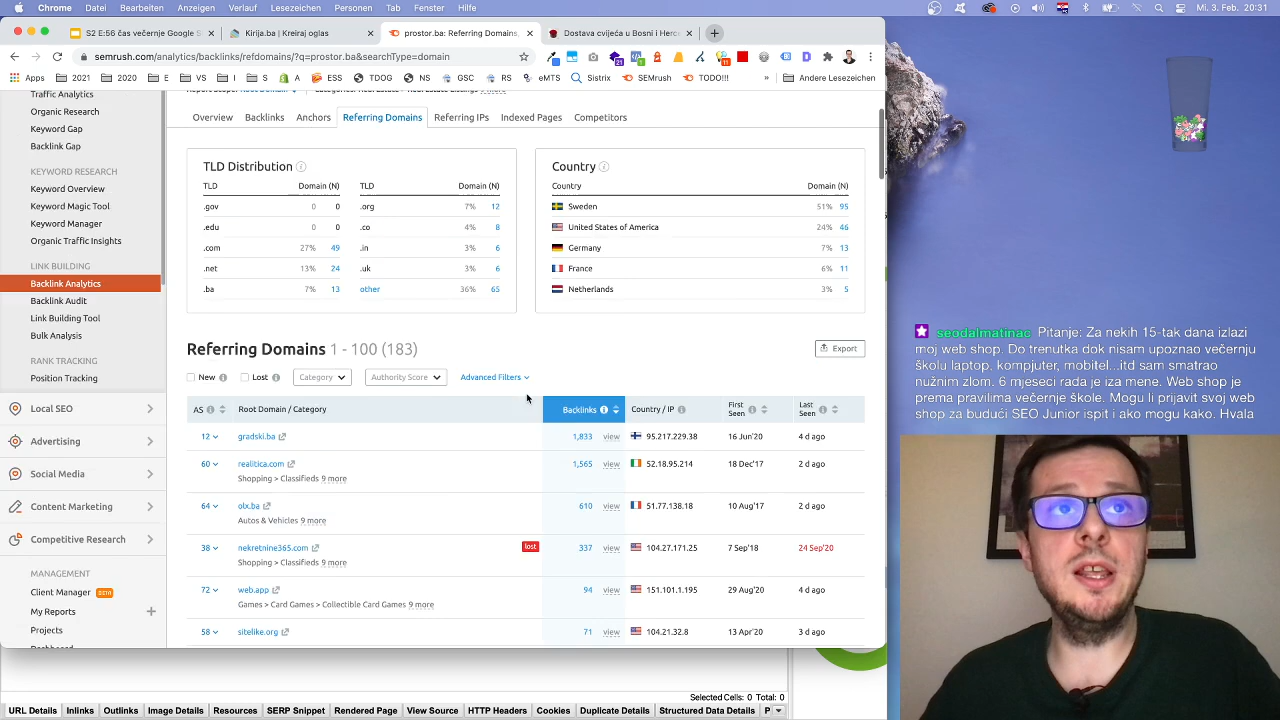 Chrome Datei Bearbeiten Anzeigen Verlauf Lesezeichen Personen Tab Fenster Hilfe (183) Mi. 3. Feb. 20:31
S2 E:56 čas večernje Google S
Kirija.ba | Kreiraj oglas
prostor.ba: Referring Domains,
Dostava cvijeća u Bosni i Herce
semrush.com/analytics/backlinks/refdomains/?q=prostor.ba&searchType=domain
Apps 2021 2020 E VS I S A ESS TDOG NS GSC RS eMTS Sistrix SEMrush TODO!!! » Andere Lesezeichen
Traffic Analytics
Organic Research
Keyword Gap
Backlink Gap
KEYWORD RESEARCH
Keyword Overview
Keyword Magic Tool
Keyword Manager
Organic Traffic Insights
LINK BUILDING
Backlink Analytics
Backlink Audit
Link Building Tool
Bulk Analysis
RANK TRACKING
Position Tracking
Local SEO
Advertising
Social Media
Content Marketing
Competitive Research
MANAGEMENT
Client Manager BETA
My Reports
Projects
Overview Backlinks Anchors Referring Domains Referring IPs Indexed Pages Competitors
TLD Distribution
TLD Domain (N) TLD Domain (N)
.gov 0 0 .org 7% 12
.edu 0 0 .co 4% 8
.com 27% 49 .in 3% 6
.net 13% 24 .uk 3% 6
.ba 7% 13 other 36% 65
Country
Country Domain (N)
Sweden 51% 95
United States of America 24% 46
Germany 7% 13
France 6% 11
Netherlands 3% 5
Referring Domains 1 - 100 (183)
Export
New Lost Category Authority Score Advanced Filters
AS Root Domain / Category Backlinks Country / IP First Seen Last Seen
12 gradski.ba 1,833 view 95.217.229.38 16 Jun'20 4 d ago
60 realitica.com 1,565 view 52.18.95.214 18 Dec'17 2 d ago
Shopping > Classifieds 9 more
64 olx.ba 610 view 51.77.138.18 10 Aug'17 2 d ago
Autos & Vehicles 9 more
38 nekretnine365.com lost 337 view 104.27.171.25 7 Sep'18 24 Sep'20
Shopping > Classifieds 9 more
72 web.app 94 view 151.101.1.195 29 Aug'20 4 d ago
Games > Card Games > Collectible Card Games 9 more
58 sitelike.org 71 view 104.21.32.8 13 Apr'20 3 d ago
Selected Cells: 0 Total: 0
URL Details Inlinks Outlinks Image Details Resources SERP Snippet Rendered Page View Source HTTP Headers Cookies Duplicate Details Structured Data Details P
seodalmatinac Pitanje: Za nekih 15-tak dana izlazi
moj web shop. Do trenutka dok nisam upoznao večernju
školu laptop, kompjuter, mobitel...itd sam smatrao
nužnim zlom. 6 mjeseci rada je iza mene. Web shop je
prema pravilima večernje škole. Mogu li prijavit svoj web
shop za budući SEO Junior ispit i ako mogu kako. Hvala